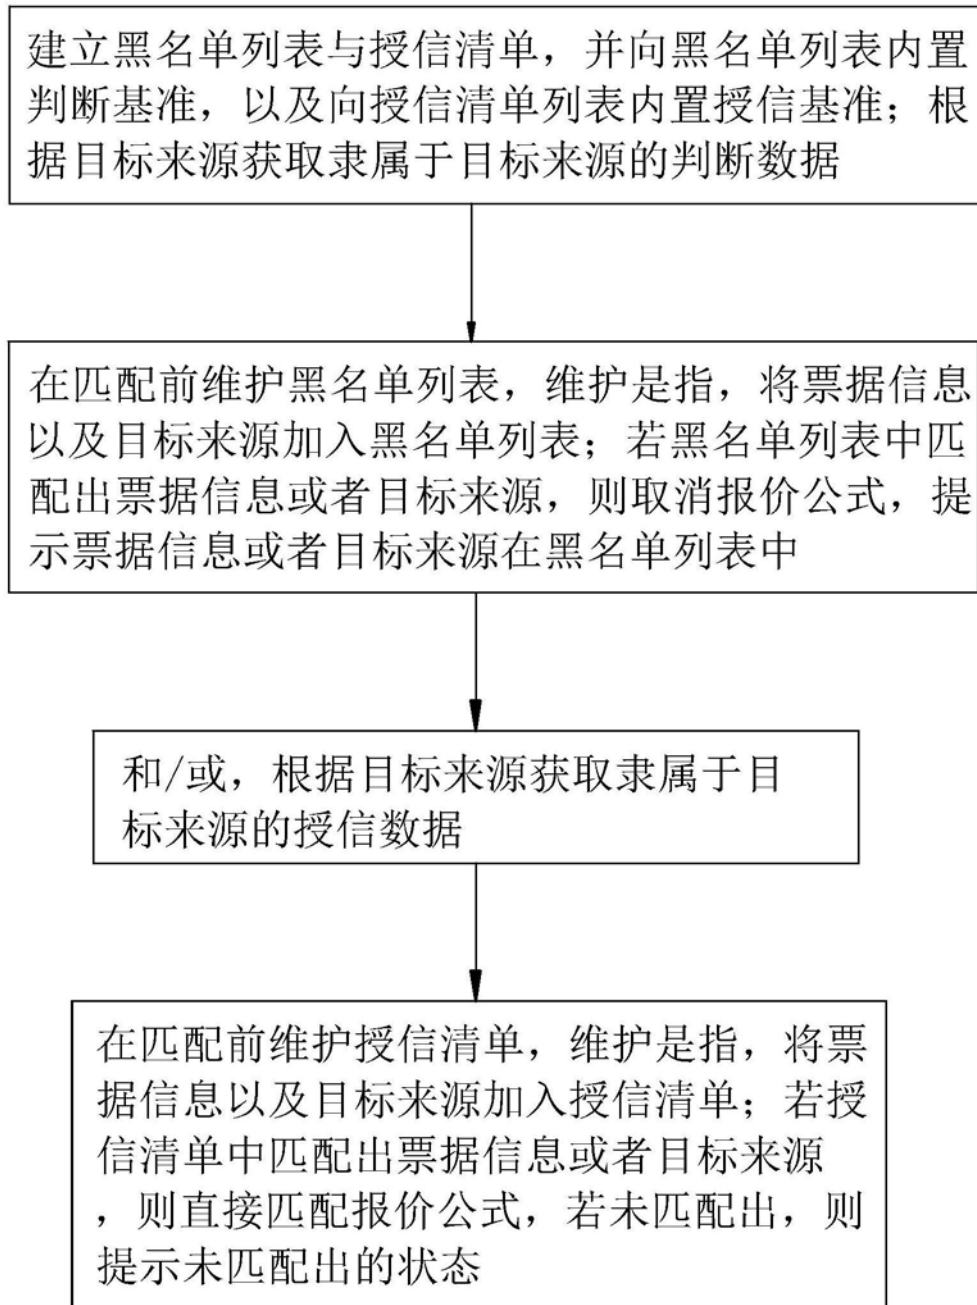 建立黑名单列表与授信清单，并向黑名单列表内置
判断基准，以及向授信清单列表内置授信基准；根
据目标来源获取隶属于目标来源的判断数据
在匹配前维护黑名单列表，维护是指，将票据信息
以及目标来源加入黑名单列表；若黑名单列表中匹
配出票据信息或者目标来源，则取消报价公式，提
示票据信息或者目标来源在黑名单列表中
和/或，根据目标来源获取隶属于目
标来源的授信数据
在匹配前维护授信清单，维护是指，将票
据信息以及目标来源加入授信清单；若授
信清单中匹配出票据信息或者目标来源
，则直接匹配报价公式，若未匹配出，则
提示未匹配出的状态